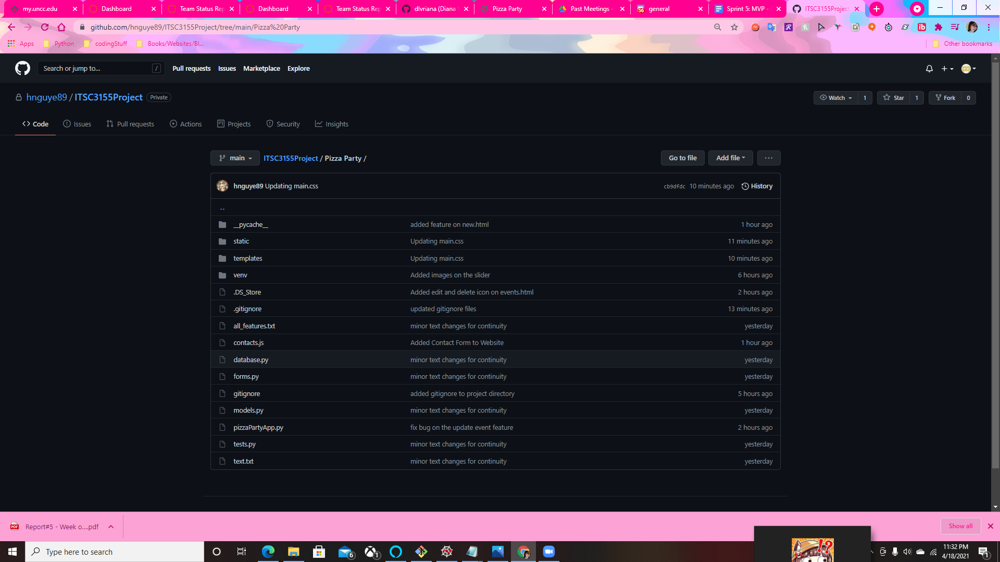 my.uncc.edu Dashboard Team Status Rep Dashboard Team Status Rep dlvriana (Diana Pizza Party Past Meetings - general Sprint 5: MVP - ITSC3155Project
github.com/hnguye89/ITSC3155Project/tree/main/Pizza%20Party
Apps Python codingStuff Books/Websites/Bl... Other bookmarks
Search or jump to... / Pull requests Issues Marketplace Explore
hnguye89 / ITSC3155Project Private Watch 1 Star 1 Fork 0
Code Issues Pull requests Actions Projects Security Insights
main ITSC3155Project / Pizza Party / Go to file Add file ...
hnguye89 Updating main.css cb9dfdc 10 minutes ago History
..
__pycache__ added feature on new.html 1 hour ago
static Updating main.css 11 minutes ago
templates Updating main.css 10 minutes ago
venv Added images on the slider 6 hours ago
.DS_Store Added edit and delete icon on events.html 2 hours ago
.gitignore updated gitignore files 13 minutes ago
all_features.txt minor text changes for continuity yesterday
contacts.js Added Contact Form to Website 1 hour ago
database.py minor text changes for continuity yesterday
forms.py minor text changes for continuity yesterday
gitignore added gitignore to project directory 5 hours ago
models.py minor text changes for continuity yesterday
pizzaPartyApp.py fix bug on the update event feature 2 hours ago
tests.py minor text changes for continuity yesterday
text.txt minor text changes for continuity yesterday
PDF Report#5 - Week o....pdf Show all
Type here to search 6 1 11:32 PM 1
4/18/2021